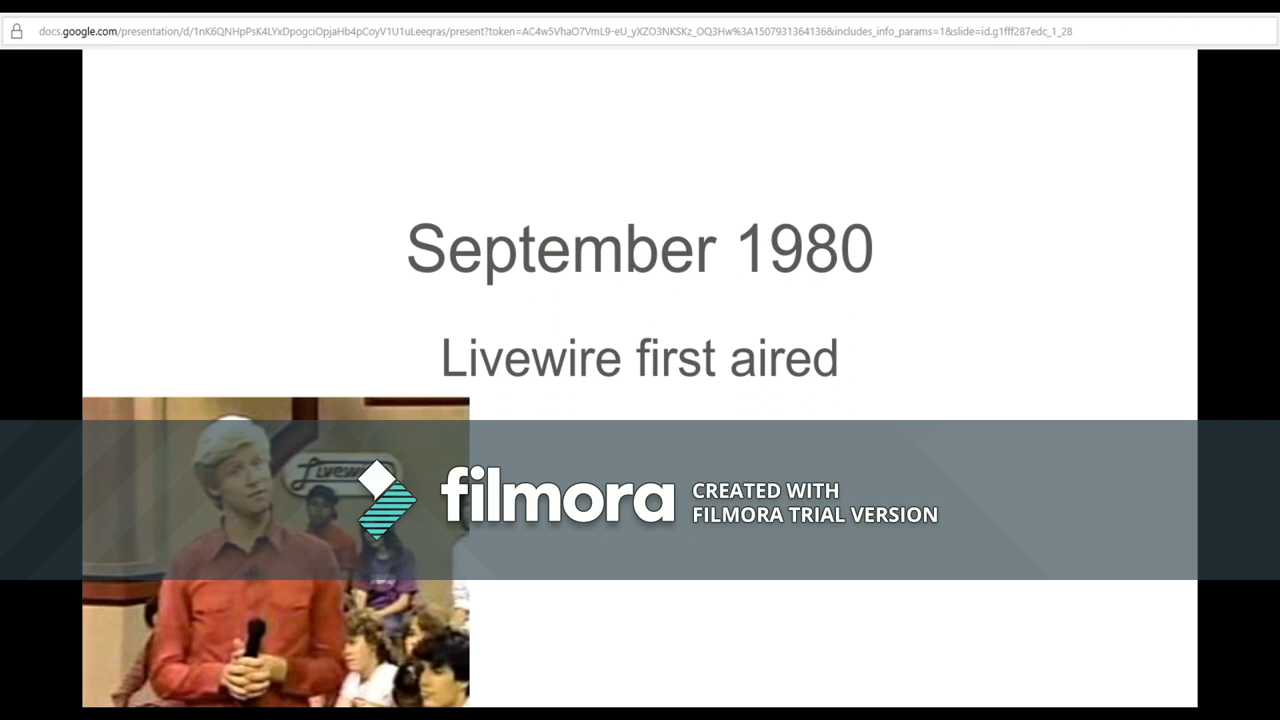 docs.google.com/presentation/d/1nK6QNHpPsK4LYxDpogciOpjaHb4pCoyV1U1uLeeqras/present?token=AC4w5VhaO7VmL9-eU_yXZO3NKSKz_OQ3Hw%3A1507931364136&includes_info_params=1&slide=id.g1fff287edc_1_28
September 1980
Livewire first aired
Livewire
filmora
CREATED WITH
FILMORA TRIAL VERSION